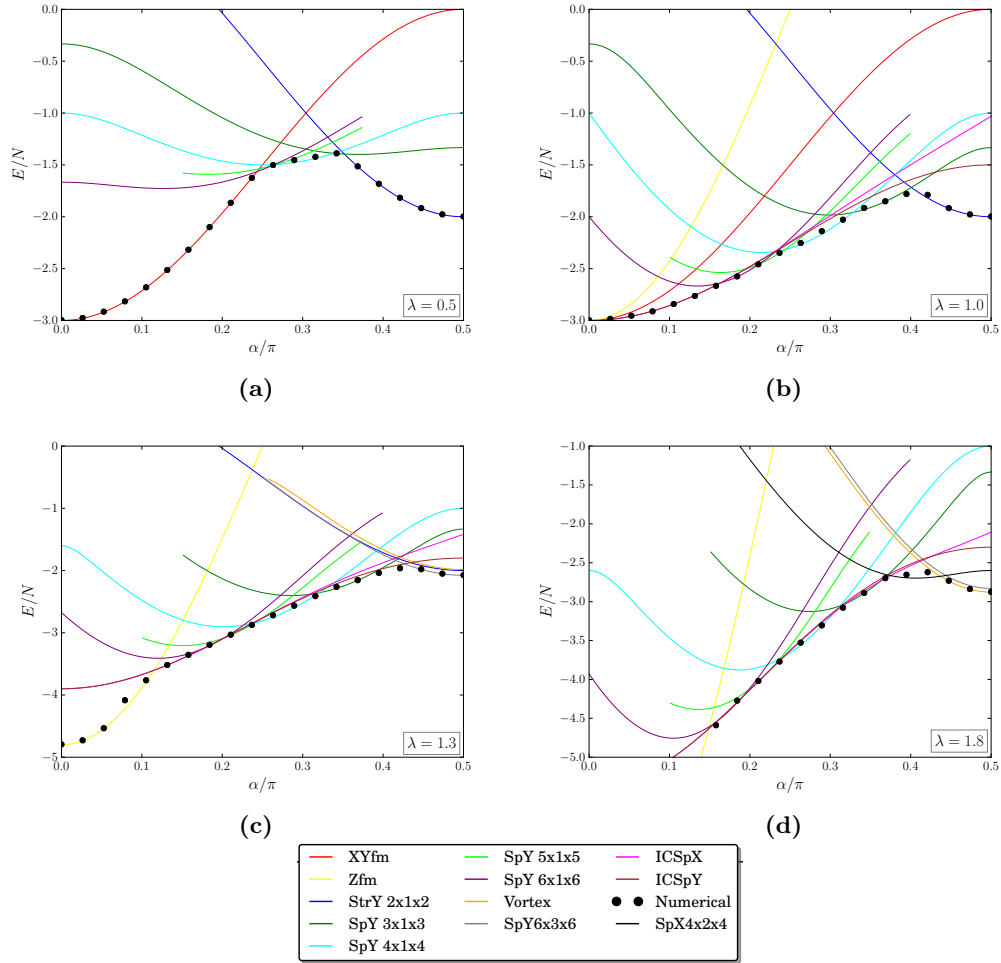 0.0
−0.5
−1.0
−1.5
−2.0
−2.5
−3.0
E/N
0.0 0.1 0.2 0.3 0.4 0.5
α/π
λ = 0.5
(a)
0.0
−0.5
−1.0
−1.5
−2.0
−2.5
−3.0
E/N
0.0 0.1 0.2 0.3 0.4 0.5
α/π
λ = 1.0
(b)
0
−1
−2
−3
−4
−5
E/N
0.0 0.1 0.2 0.3 0.4 0.5
α/π
λ = 1.3
(c)
−1.0
−1.5
−2.0
−2.5
−3.0
−3.5
−4.0
−4.5
−5.0
E/N
0.0 0.1 0.2 0.3 0.4 0.5
α/π
λ = 1.8
(d)
XYfm
Zfm
StrY 2x1x2
SpY 3x1x3
SpY 4x1x4
SpY 5x1x5
SpY 6x1x6
Vortex
SpY6x3x6
ICSpX
ICSpY
Numerical
SpX4x2x4